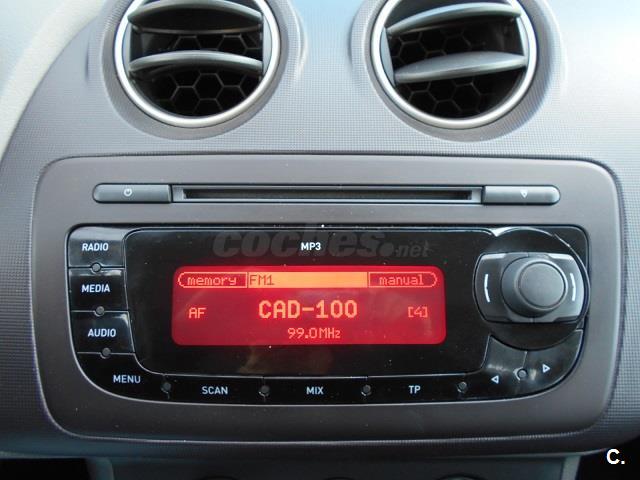 RADIO
MEDIA
AUDIO
MENU
SCAN
MIX
TP
MP3
coches.net
memory FM1 manual
AF CAD-100 [4]
99.0MHz
C.